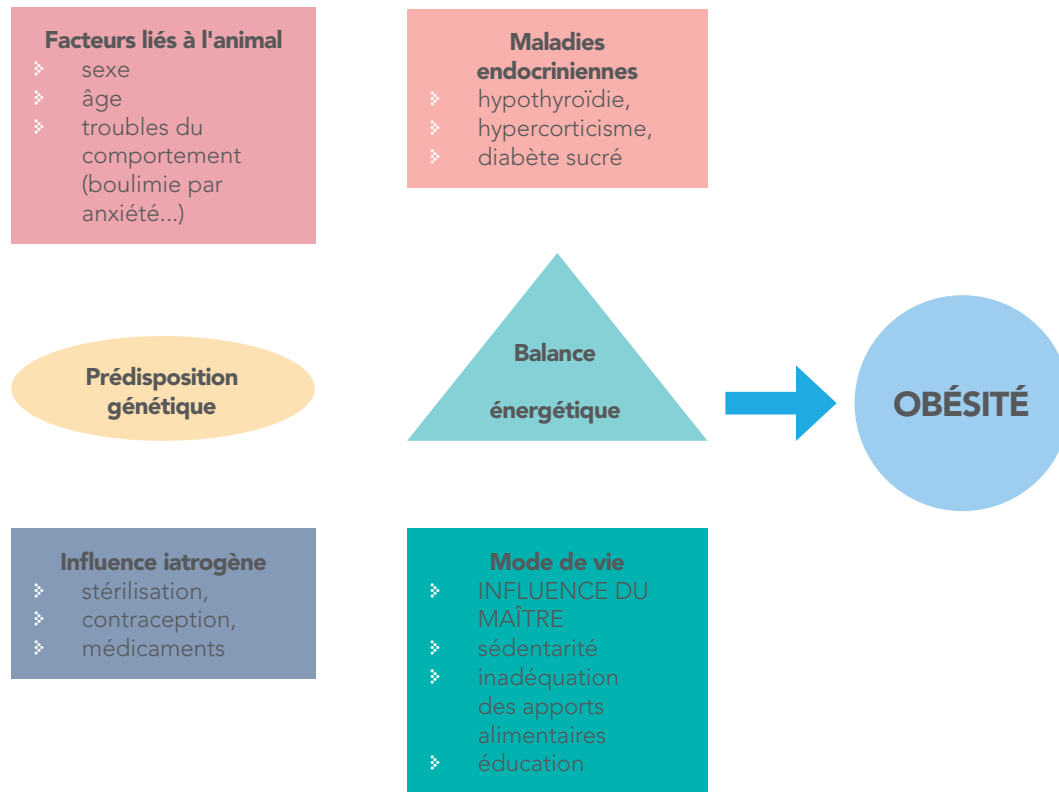 Facteurs liés à l'animal
sexe
âge
troubles du
comportement
(boulimie par
anxiété...)
Maladies
endocriniennes
hypothyroïdie,
hypercorticisme,
diabète sucré
Prédisposition
génétique
Balance
énergétique
OBÉSITÉ
Influence iatrogène
stérilisation,
contraception,
médicaments
Mode de vie
INFLUENCE DU
MAÎTRE
sédentarité
inadéquation
des apports
alimentaires
éducation